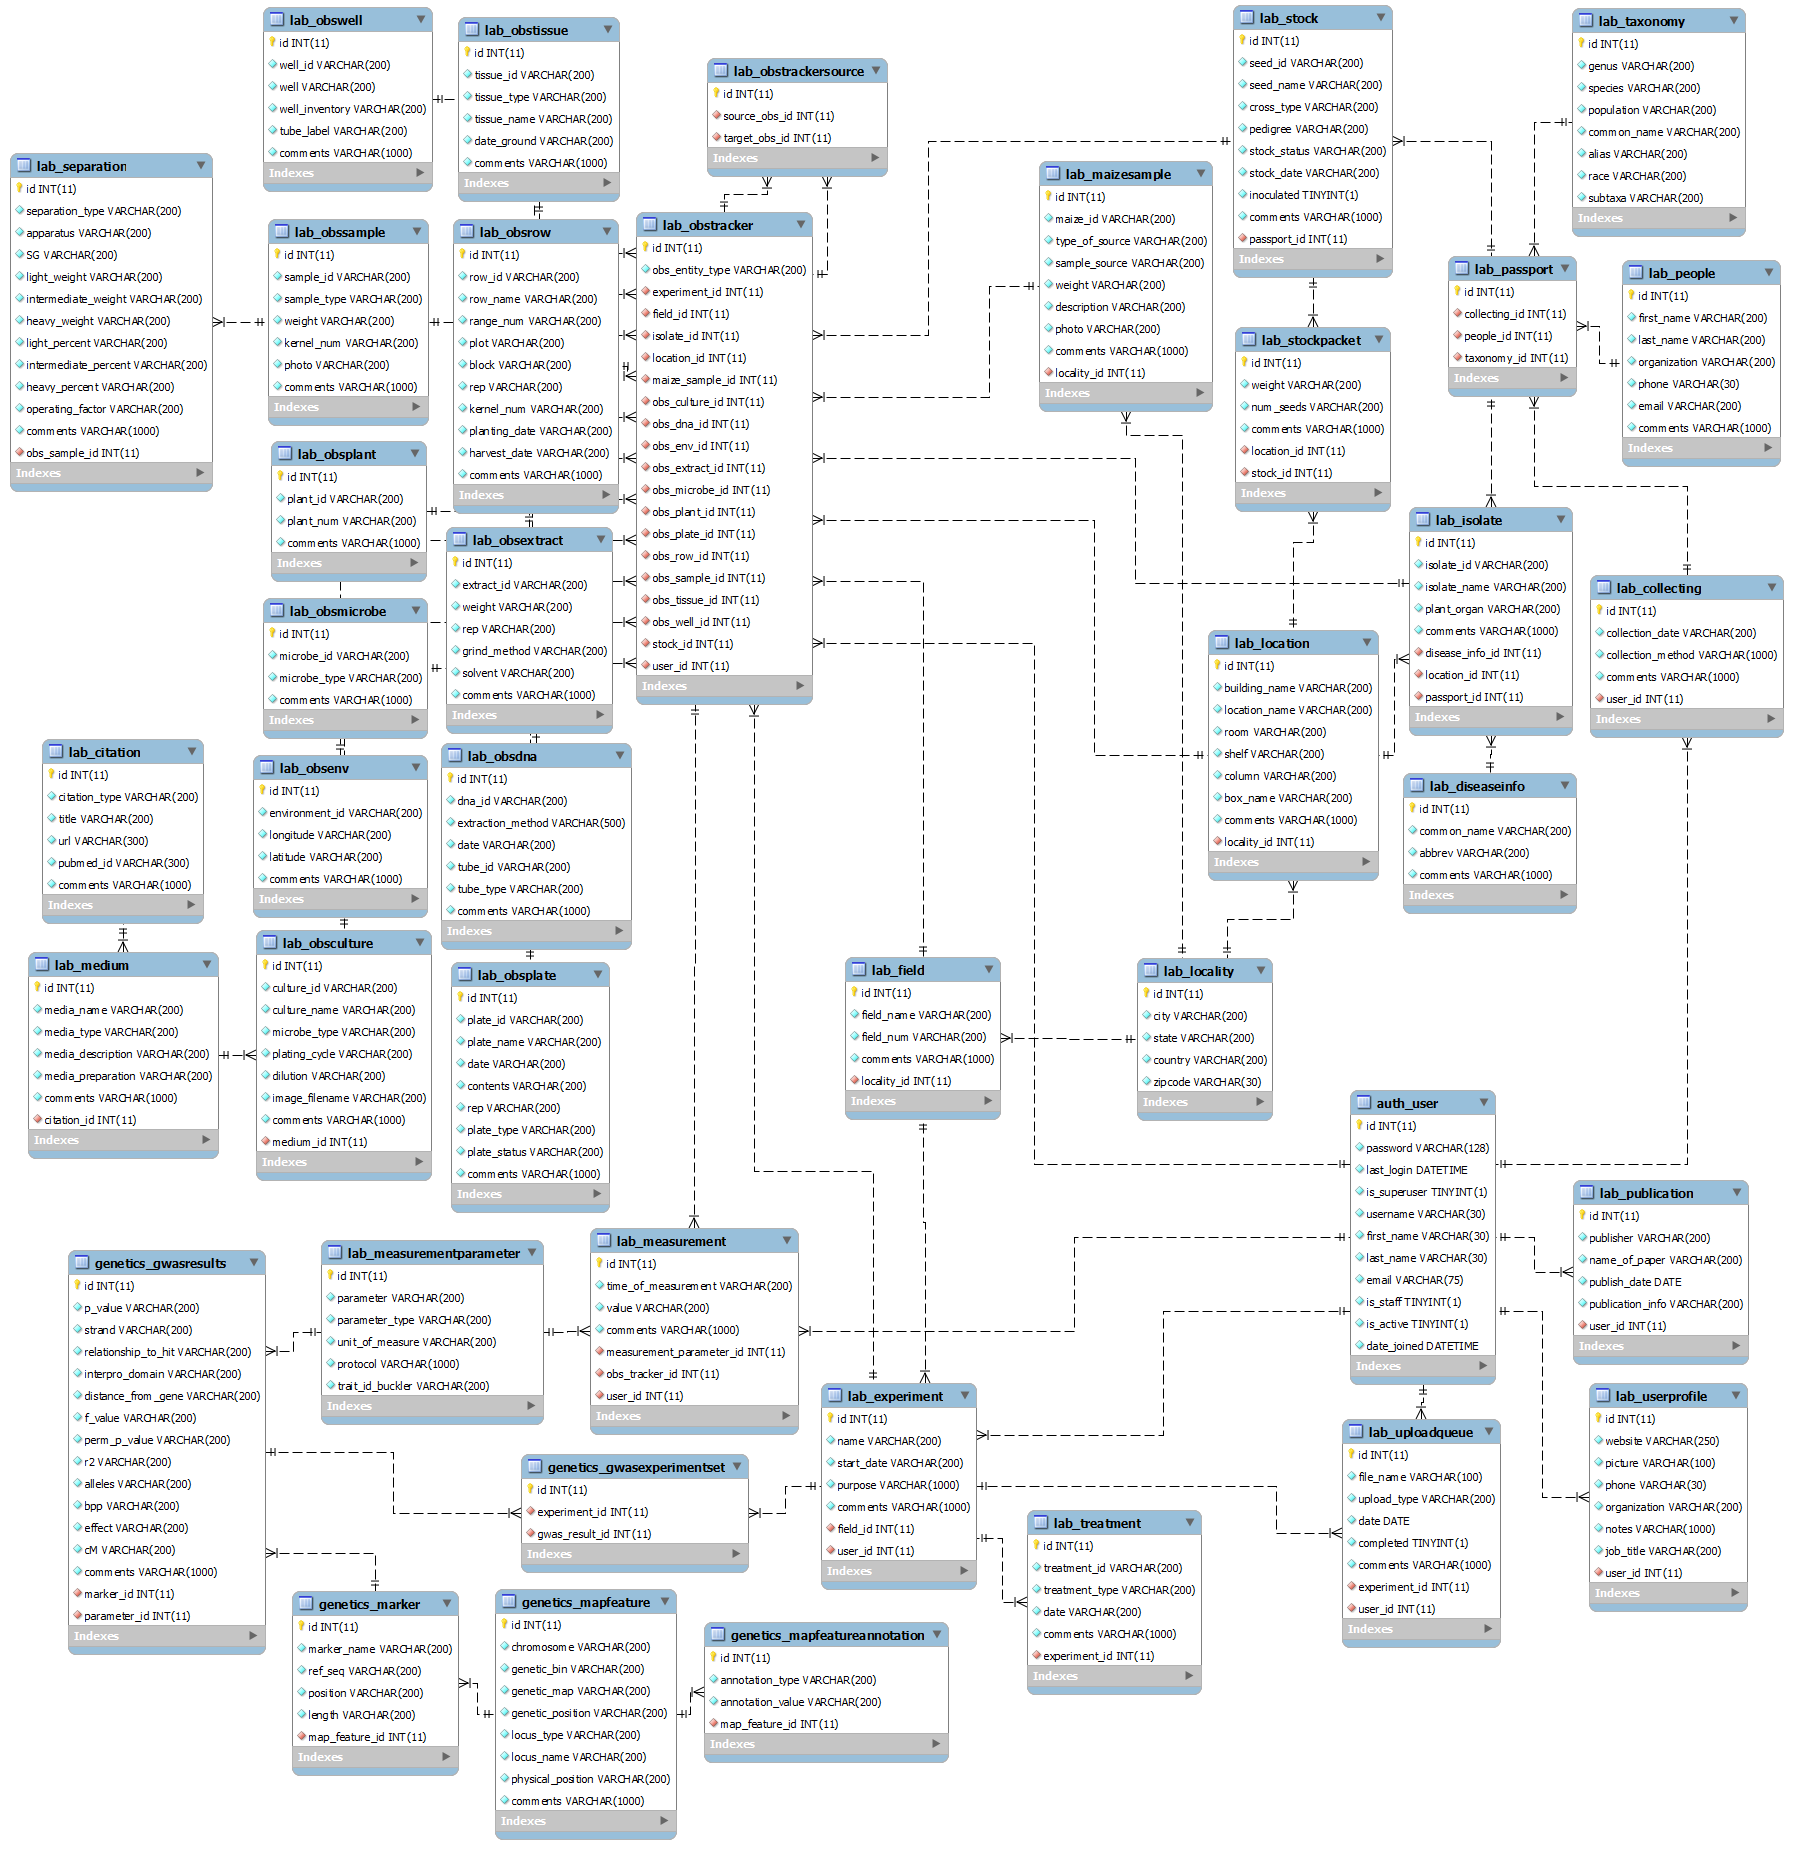 lab_obswell
id INT(11)
well_id VARCHAR(200)
well VARCHAR(200)
well_inventory VARCHAR(200)
tube_label VARCHAR(200)
comments VARCHAR(1000)
Indexes
lab_obstissue
id INT(11)
tissue_id VARCHAR(200)
tissue_type VARCHAR(200)
tissue_name VARCHAR(200)
date_ground VARCHAR(200)
comments VARCHAR(1000)
Indexes
lab_obstrackersource
id INT(11)
source_obs_id INT(11)
target_obs_id INT(11)
Indexes
lab_stock
id INT(11)
seed_id VARCHAR(200)
seed_name VARCHAR(200)
cross_type VARCHAR(200)
pedigree VARCHAR(200)
stock_status VARCHAR(200)
stock_date VARCHAR(200)
inoculated TINYINT(1)
comments VARCHAR(1000)
passport_id INT(11)
Indexes
lab_taxonomy
id INT(11)
genus VARCHAR(200)
species VARCHAR(200)
population VARCHAR(200)
common_name VARCHAR(200)
alias VARCHAR(200)
race VARCHAR(200)
subtaxa VARCHAR(200)
Indexes
lab_separation
id INT(11)
separation_type VARCHAR(200)
apparatus VARCHAR(200)
SG VARCHAR(200)
light_weight VARCHAR(200)
intermediate_weight VARCHAR(200)
heavy_weight VARCHAR(200)
light_percent VARCHAR(200)
intermediate_percent VARCHAR(200)
heavy_percent VARCHAR(200)
operating_factor VARCHAR(200)
comments VARCHAR(1000)
obs_sample_id INT(11)
Indexes
lab_obssample
id INT(11)
sample_id VARCHAR(200)
sample_type VARCHAR(200)
weight VARCHAR(200)
kernel_num VARCHAR(200)
photo VARCHAR(200)
comments VARCHAR(1000)
Indexes
lab_obsrow
id INT(11)
row_id VARCHAR(200)
row_name VARCHAR(200)
range_num VARCHAR(200)
plot VARCHAR(200)
block VARCHAR(200)
rep VARCHAR(200)
kernel_num VARCHAR(200)
planting_date VARCHAR(200)
harvest_date VARCHAR(200)
comments VARCHAR(1000)
Indexes
lab_obstracker
id INT(11)
obs_entity_type VARCHAR(200)
experiment_id INT(11)
field_id INT(11)
isolate_id INT(11)
location_id INT(11)
maize_sample_id INT(11)
obs_culture_id INT(11)
obs_dna_id INT(11)
obs_env_id INT(11)
obs_extract_id INT(11)
obs_microbe_id INT(11)
obs_plant_id INT(11)
obs_plate_id INT(11)
obs_row_id INT(11)
obs_sample_id INT(11)
obs_tissue_id INT(11)
obs_well_id INT(11)
stock_id INT(11)
user_id INT(11)
Indexes
lab_maizesample
id INT(11)
maize_id VARCHAR(200)
type_of_source VARCHAR(200)
sample_source VARCHAR(200)
weight VARCHAR(200)
description VARCHAR(200)
photo VARCHAR(200)
comments VARCHAR(1000)
locality_id INT(11)
Indexes
lab_passport
id INT(11)
collecting_id INT(11)
people_id INT(11)
taxonomy_id INT(11)
Indexes
lab_people
id INT(11)
first_name VARCHAR(200)
last_name VARCHAR(200)
organization VARCHAR(200)
phone VARCHAR(30)
email VARCHAR(200)
comments VARCHAR(1000)
Indexes
lab_stockpacket
id INT(11)
weight VARCHAR(200)
num_seeds VARCHAR(200)
comments VARCHAR(1000)
location_id INT(11)
stock_id INT(11)
Indexes
lab_obsplant
id INT(11)
plant_id VARCHAR(200)
plant_num VARCHAR(200)
comments VARCHAR(1000)
Indexes
lab_obsextract
id INT(11)
extract_id VARCHAR(200)
weight VARCHAR(200)
rep VARCHAR(200)
grind_method VARCHAR(200)
solvent VARCHAR(200)
comments VARCHAR(1000)
Indexes
lab_isolate
id INT(11)
isolate_id VARCHAR(200)
isolate_name VARCHAR(200)
plant_organ VARCHAR(200)
comments VARCHAR(1000)
disease_info_id INT(11)
location_id INT(11)
passport_id INT(11)
Indexes
lab_collecting
id INT(11)
collection_date VARCHAR(200)
collection_method VARCHAR(1000)
comments VARCHAR(1000)
user_id INT(11)
Indexes
lab_obsmicrobe
id INT(11)
microbe_id VARCHAR(200)
microbe_type VARCHAR(200)
comments VARCHAR(1000)
Indexes
lab_location
id INT(11)
building_name VARCHAR(200)
location_name VARCHAR(200)
room VARCHAR(200)
shelf VARCHAR(200)
column VARCHAR(200)
box_name VARCHAR(200)
comments VARCHAR(1000)
locality_id INT(11)
Indexes
lab_citation
id INT(11)
citation_type VARCHAR(200)
title VARCHAR(200)
url VARCHAR(300)
pubmed_id VARCHAR(300)
comments VARCHAR(1000)
Indexes
lab_obsenv
id INT(11)
environment_id VARCHAR(200)
longitude VARCHAR(200)
latitude VARCHAR(200)
comments VARCHAR(1000)
Indexes
lab_obsdna
id INT(11)
dna_id VARCHAR(200)
extraction_method VARCHAR(500)
date VARCHAR(200)
tube_id VARCHAR(200)
tube_type VARCHAR(200)
comments VARCHAR(1000)
Indexes
lab_diseaseinfo
id INT(11)
common_name VARCHAR(200)
abbrev VARCHAR(200)
comments VARCHAR(1000)
Indexes
lab_medium
id INT(11)
media_name VARCHAR(200)
media_type VARCHAR(200)
media_description VARCHAR(200)
media_preparation VARCHAR(200)
comments VARCHAR(1000)
citation_id INT(11)
Indexes
lab_obsculture
id INT(11)
culture_id VARCHAR(200)
culture_name VARCHAR(200)
microbe_type VARCHAR(200)
plating_cycle VARCHAR(200)
dilution VARCHAR(200)
image_filename VARCHAR(200)
comments VARCHAR(1000)
medium_id INT(11)
Indexes
lab_obsplate
id INT(11)
plate_id VARCHAR(200)
plate_name VARCHAR(200)
date VARCHAR(200)
contents VARCHAR(200)
rep VARCHAR(200)
plate_type VARCHAR(200)
plate_status VARCHAR(200)
comments VARCHAR(1000)
Indexes
lab_field
id INT(11)
field_name VARCHAR(200)
field_num VARCHAR(200)
comments VARCHAR(1000)
locality_id INT(11)
Indexes
lab_locality
id INT(11)
city VARCHAR(200)
state VARCHAR(200)
country VARCHAR(200)
zipcode VARCHAR(30)
Indexes
auth_user
id INT(11)
password VARCHAR(128)
last_login DATETIME
is_superuser TINYINT(1)
username VARCHAR(30)
first_name VARCHAR(30)
last_name VARCHAR(30)
email VARCHAR(75)
is_staff TINYINT(1)
is_active TINYINT(1)
date_joined DATETIME
Indexes
lab_publication
id INT(11)
publisher VARCHAR(200)
name_of_paper VARCHAR(200)
publish_date DATE
publication_info VARCHAR(200)
user_id INT(11)
Indexes
genetics_gwasresults
id INT(11)
p_value VARCHAR(200)
strand VARCHAR(200)
relationship_to_hit VARCHAR(200)
interpro_domain VARCHAR(200)
distance_from_gene VARCHAR(200)
f_value VARCHAR(200)
perm_p_value VARCHAR(200)
r2 VARCHAR(200)
alleles VARCHAR(200)
bpp VARCHAR(200)
effect VARCHAR(200)
cM VARCHAR(200)
comments VARCHAR(1000)
marker_id INT(11)
parameter_id INT(11)
Indexes
lab_measurementparameter
id INT(11)
parameter VARCHAR(200)
parameter_type VARCHAR(200)
unit_of_measure VARCHAR(200)
protocol VARCHAR(1000)
trait_id_buckler VARCHAR(200)
Indexes
lab_measurement
id INT(11)
time_of_measurement VARCHAR(200)
value VARCHAR(200)
comments VARCHAR(1000)
measurement_parameter_id INT(11)
obs_tracker_id INT(11)
user_id INT(11)
Indexes
lab_experiment
id INT(11)
name VARCHAR(200)
start_date VARCHAR(200)
purpose VARCHAR(1000)
comments VARCHAR(1000)
field_id INT(11)
user_id INT(11)
Indexes
lab_uploadqueue
id INT(11)
file_name VARCHAR(100)
upload_type VARCHAR(200)
date DATE
completed TINYINT(1)
comments VARCHAR(1000)
experiment_id INT(11)
user_id INT(11)
Indexes
lab_userprofile
id INT(11)
website VARCHAR(250)
picture VARCHAR(100)
phone VARCHAR(30)
organization VARCHAR(200)
notes VARCHAR(1000)
job_title VARCHAR(200)
user_id INT(11)
Indexes
genetics_gwasexperimentset
id INT(11)
experiment_id INT(11)
gwas_result_id INT(11)
Indexes
lab_treatment
id INT(11)
treatment_id VARCHAR(200)
treatment_type VARCHAR(200)
date VARCHAR(200)
comments VARCHAR(1000)
experiment_id INT(11)
Indexes
genetics_marker
id INT(11)
marker_name VARCHAR(200)
ref_seq VARCHAR(200)
position VARCHAR(200)
length VARCHAR(200)
map_feature_id INT(11)
Indexes
genetics_mapfeature
id INT(11)
chromosome VARCHAR(200)
genetic_bin VARCHAR(200)
genetic_map VARCHAR(200)
genetic_position VARCHAR(200)
locus_type VARCHAR(200)
locus_name VARCHAR(200)
physical_position VARCHAR(200)
comments VARCHAR(1000)
Indexes
genetics_mapfeatureannotation
id INT(11)
annotation_type VARCHAR(200)
annotation_value VARCHAR(200)
map_feature_id INT(11)
Indexes